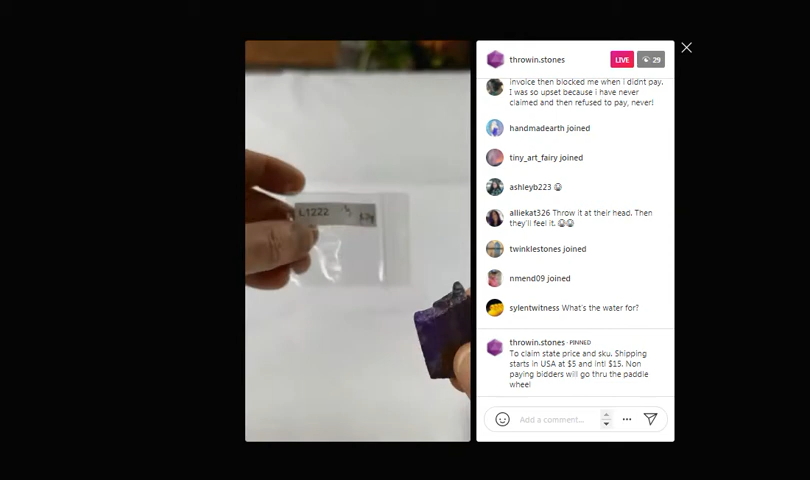 throwin.stones LIVE 29
invoice then blocked me when i didnt pay.
I was so upset because i have never
claimed and then refused to pay, never!
handmadearth joined
tiny_art_fairy joined
ashleyb223
alliekat326 Throw it at their head. Then
they'll feel it.
twinklestones joined
nmend09 joined
sylentwitness What's the water for?
throwin.stones · PINNED
To claim state price and sku. Shipping
starts in USA at $5 and intl $15. Non
paying bidders will go thru the paddle
wheel
Add a comment...
L1222